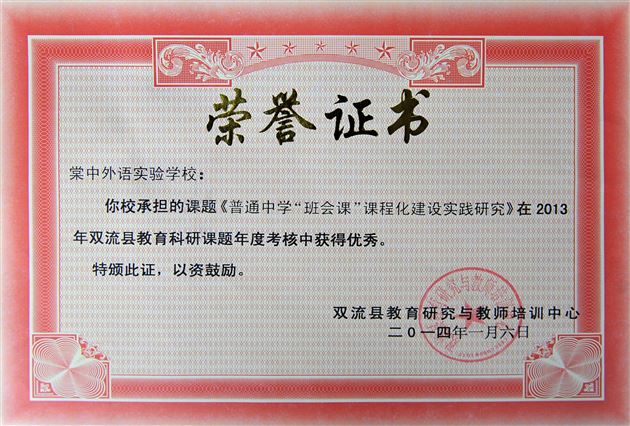 荣誉证书
棠中外语实验学校：
你校承担的课题《普通中学“班会课”课程化建设实践研究》在 2013
年双流县教育科研课题年度考核中获得优秀。
特颁此证，以资鼓励。
双流县教育研究与教师培训中心
二0一四年一月六日